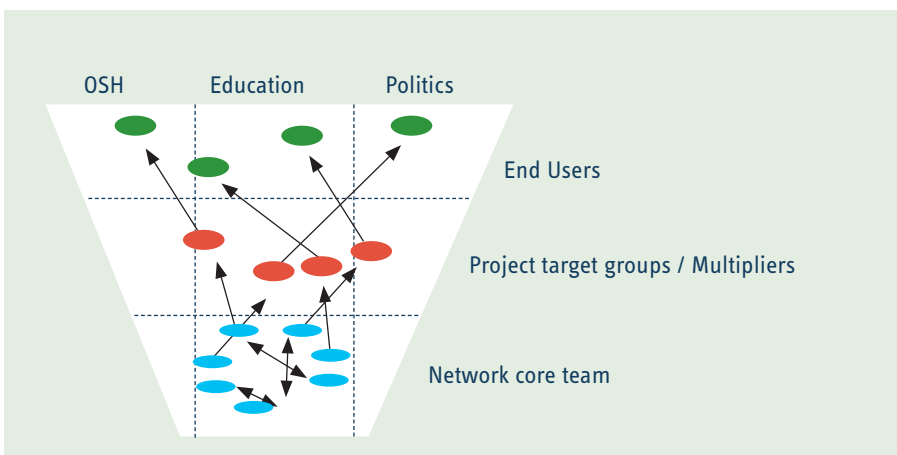 OSH Education Politics
End Users
Project target groups / Multipliers
Network core team